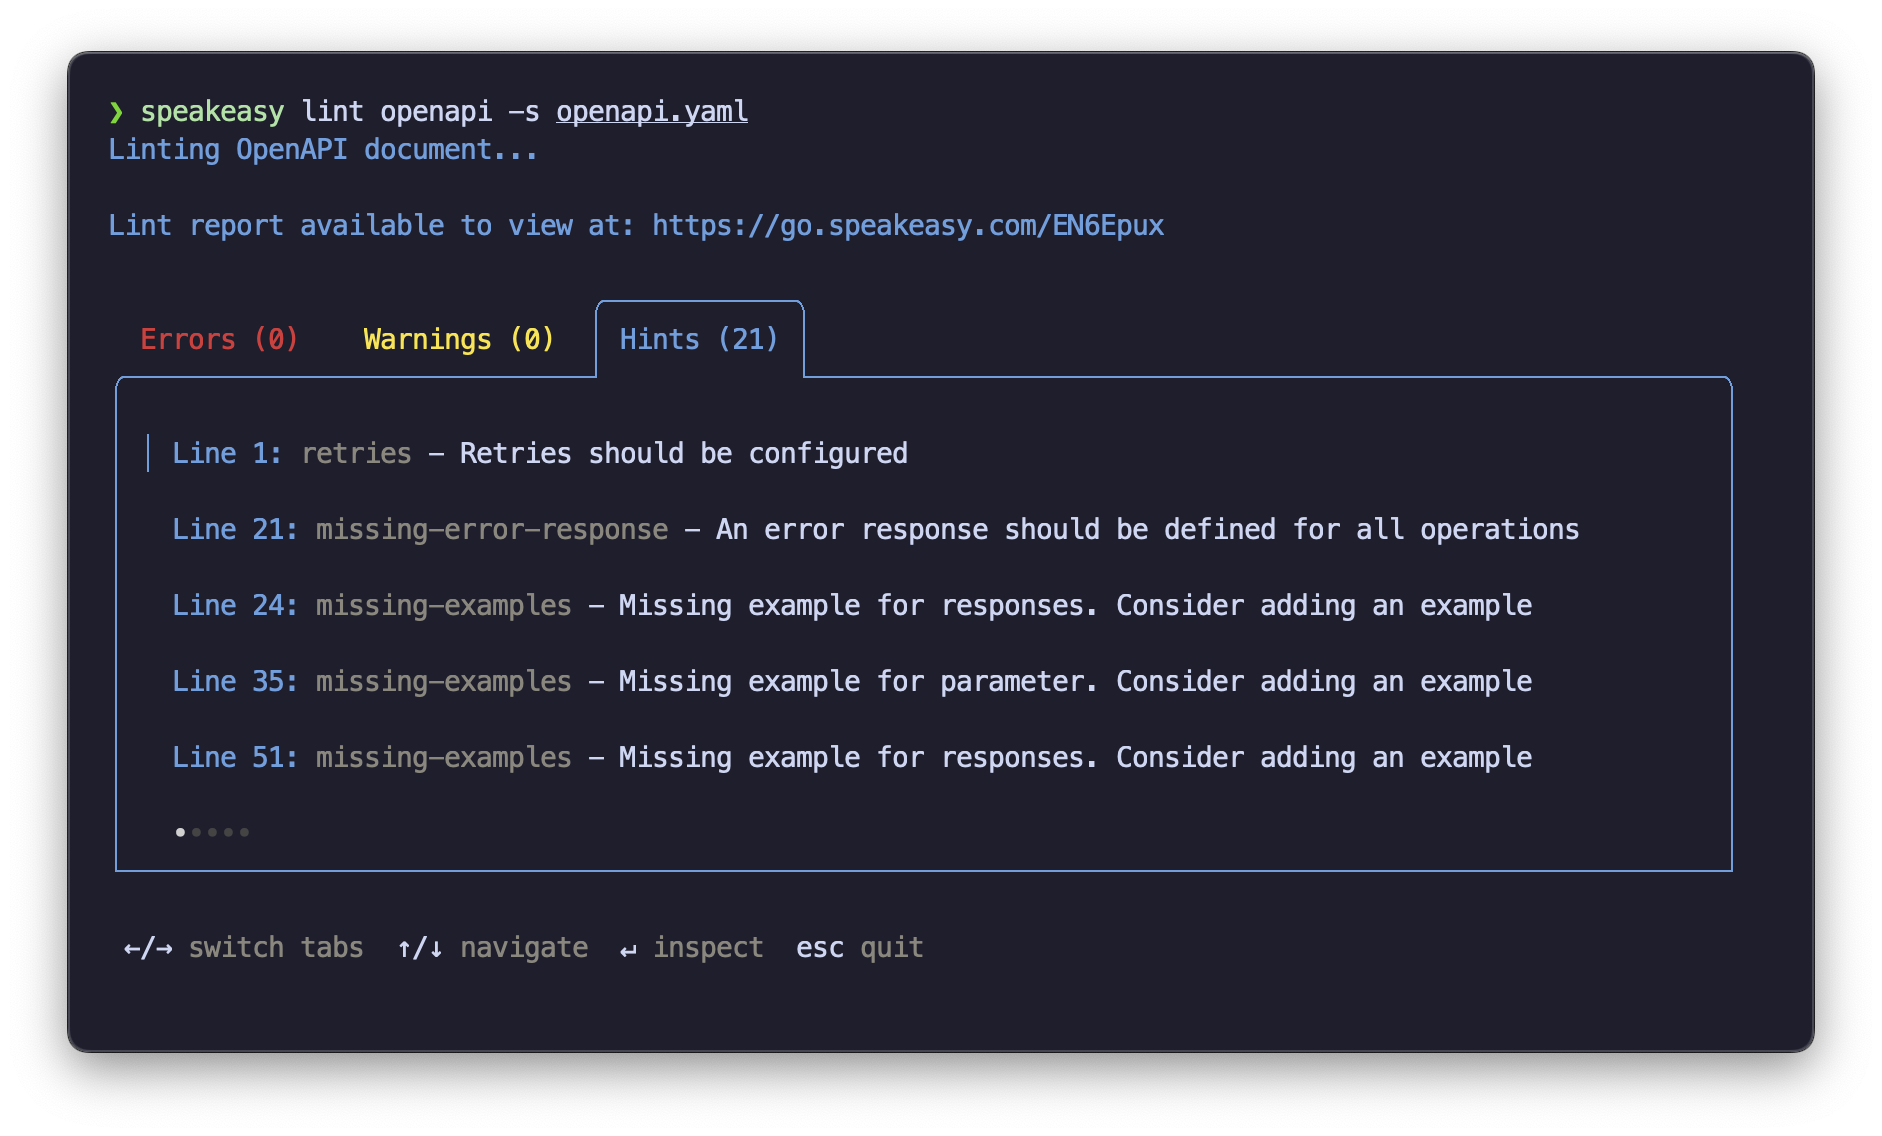 ❯ speakeasy lint openapi -s openapi.yaml
Linting OpenAPI document...
Lint report available to view at: https://go.speakeasy.com/EN6Epux
Errors (0) Warnings (0) Hints (21)
Line 1: retries – Retries should be configured
Line 21: missing-error-response – An error response should be defined for all operations
Line 24: missing-examples – Missing example for responses. Consider adding an example
Line 35: missing-examples – Missing example for parameter. Consider adding an example
Line 51: missing-examples – Missing example for responses. Consider adding an example
←/→ switch tabs ↑/↓ navigate ↵ inspect esc quit